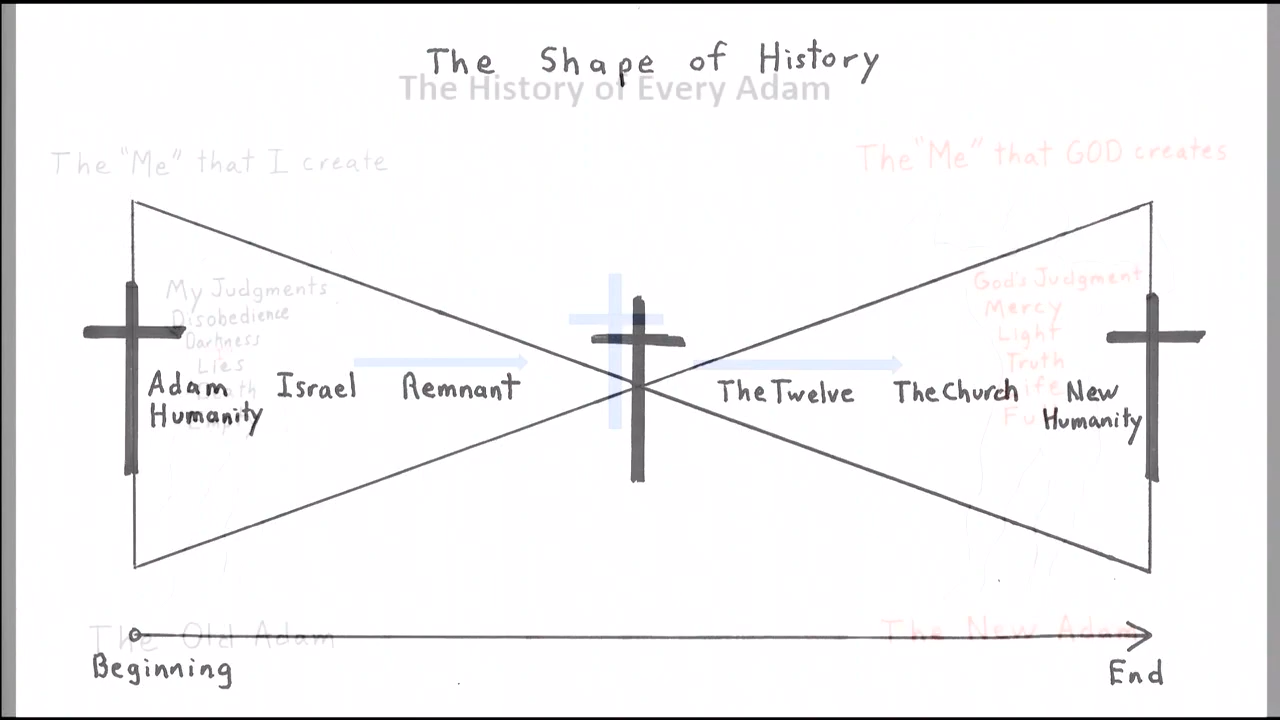 The Shape of History
The History of Every Adam
The "Me" that I create
The "Me" that GOD creates
My Judgments
Disobedience
Darkness
Lies
God's Judgment
Mercy
Light
Truth
Adam
Humanity
Israel
Remnant
The Twelve
The Church
New
Humanity
The Old Adam
The New Adam
Beginning
End